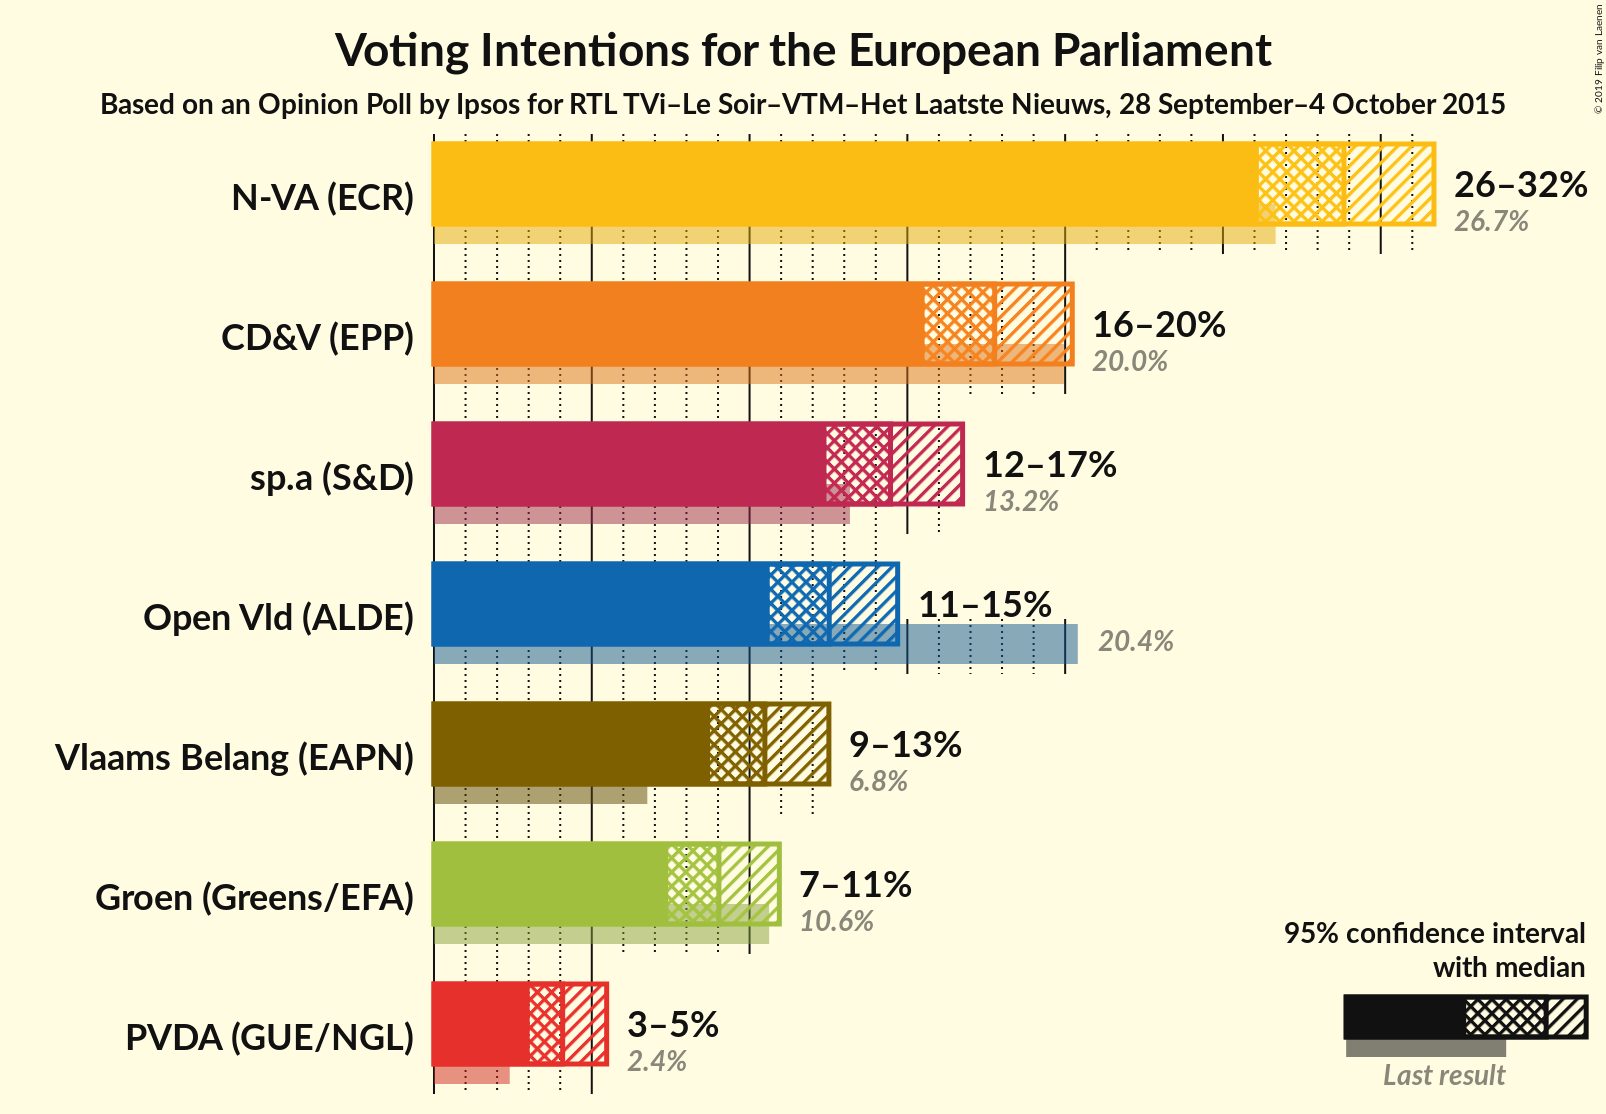 Voting Intentions for the European Parliament
Based on an Opinion Poll by Ipsos for RTL TVi–Le Soir–VTM–Het Laatste Nieuws, 28 September–4 October 2015
© 2019 Filip van Laenen
N-VA (ECR)
26–32%
26.7%
CD&V (EPP)
16–20%
20.0%
sp.a (S&D)
12–17%
13.2%
Open Vld (ALDE)
11–15%
20.4%
Vlaams Belang (EAPN)
9–13%
6.8%
Groen (Greens/EFA)
7–11%
10.6%
PVDA (GUE/NGL)
3–5%
2.4%
95% confidence interval
with median
Last result